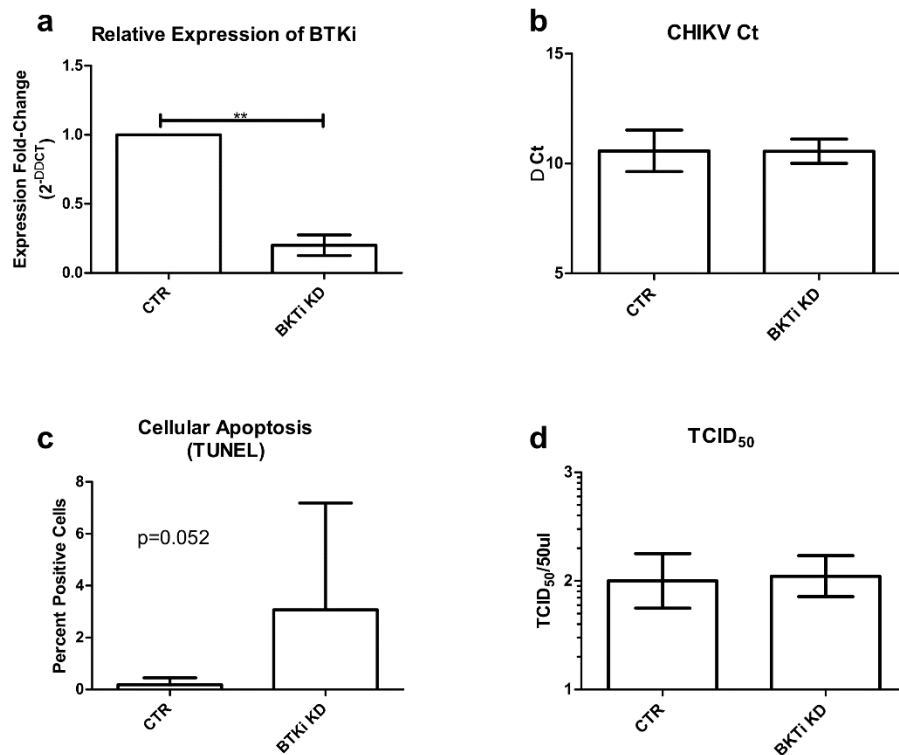 a
Relative Expression of BTKi
Expression Fold-Change
(2-DDCT)
1.5
1.0
0.5
0.0
**
CTR
BKTi KD
b
CHIKV Ct
DCt
15
10
5
CTR
BKTi KD
c
Cellular Apoptosis
(TUNEL)
Percent Positive Cells
8
6
4
2
0
p=0.052
CTR
BTKi KD
d
TCID50
TCID50/50ul
3
2
1
CTR
BKTi KD